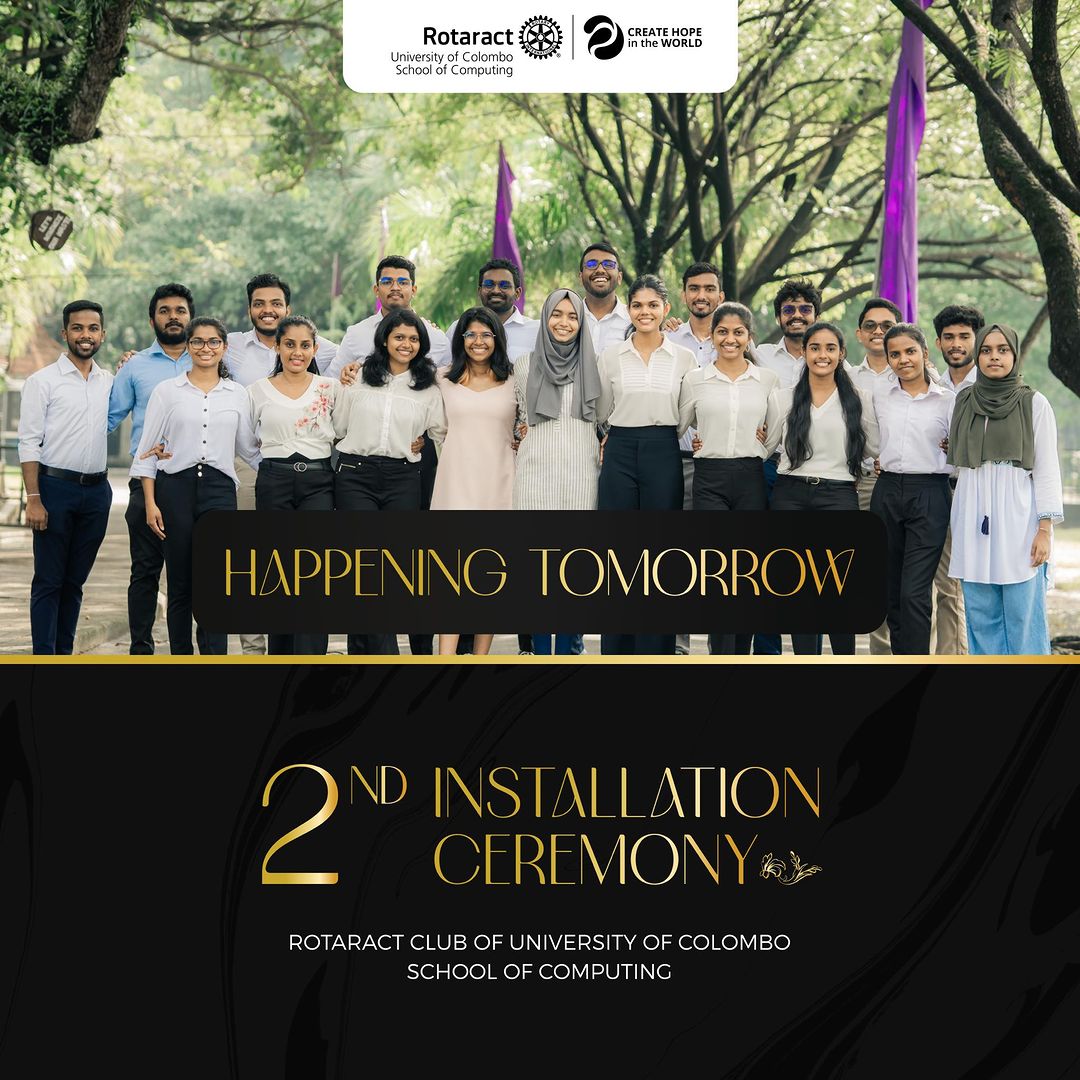 Rotaract
University of Colombo
School of Computing
CREATE HOPE
in the WORLD
HAPPENING TOMORROW
2ND INSTALLATION
CEREMONY
ROTARACT CLUB OF UNIVERSITY OF COLOMBO
SCHOOL OF COMPUTING